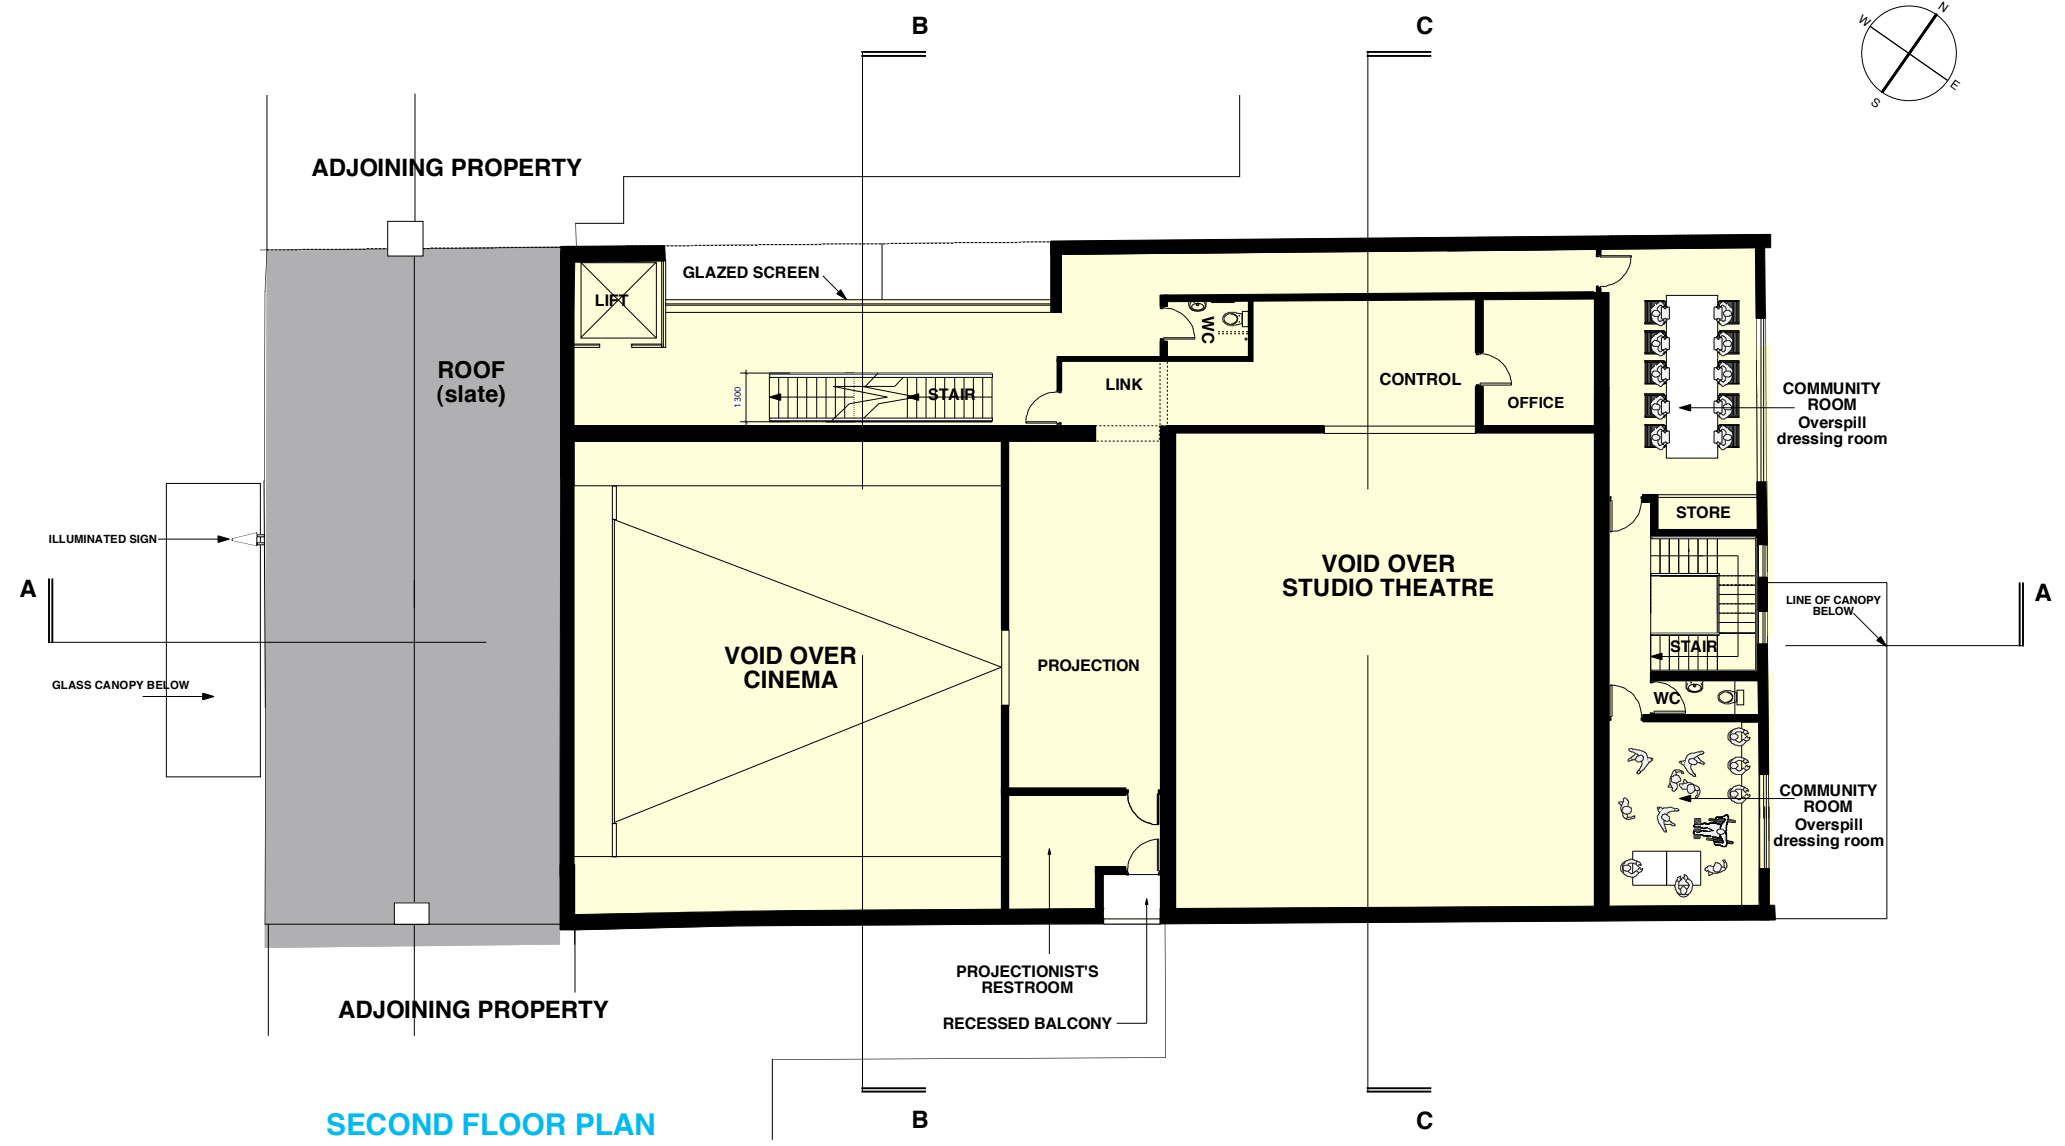 B
C
N
W
E
S
ADJOINING PROPERTY
GLAZED SCREEN
LIFT
WC
ROOF
(slate)
1300
STAIR
LINK
CONTROL
OFFICE
COMMUNITY
ROOM
Overspill
dressing room
STORE
ILLUMINATED SIGN
VOID OVER
STUDIO THEATRE
A
A
LINE OF CANOPY
BELOW
VOID OVER
CINEMA
PROJECTION
STAIR
GLASS CANOPY BELOW
WC
COMMUNITY
ROOM
Overspill
dressing room
PROJECTIONIST'S
RESTROOM
ADJOINING PROPERTY
RECESSED BALCONY
SECOND FLOOR PLAN
B
C